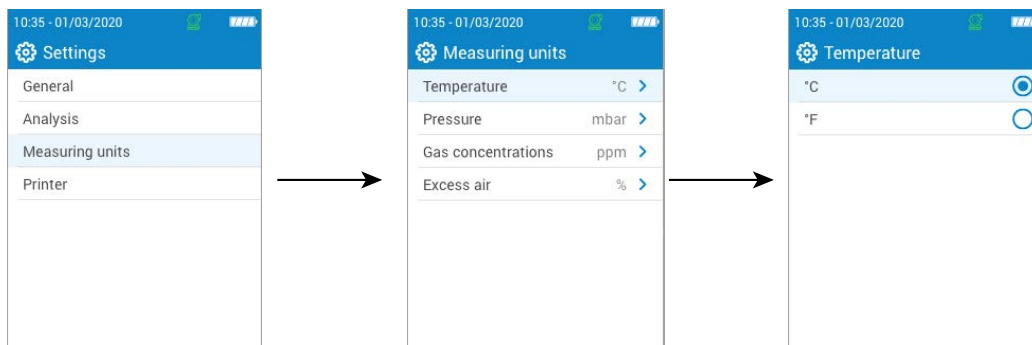 10:35 - 01/03/2020
Settings
General
Analysis
Measuring units
Printer
10:35 - 01/03/2020
Measuring units
Temperature °C
Pressure mbar
Gas concentrations ppm
Excess air %
10:35 - 01/03/2020
Temperature
°C
°F